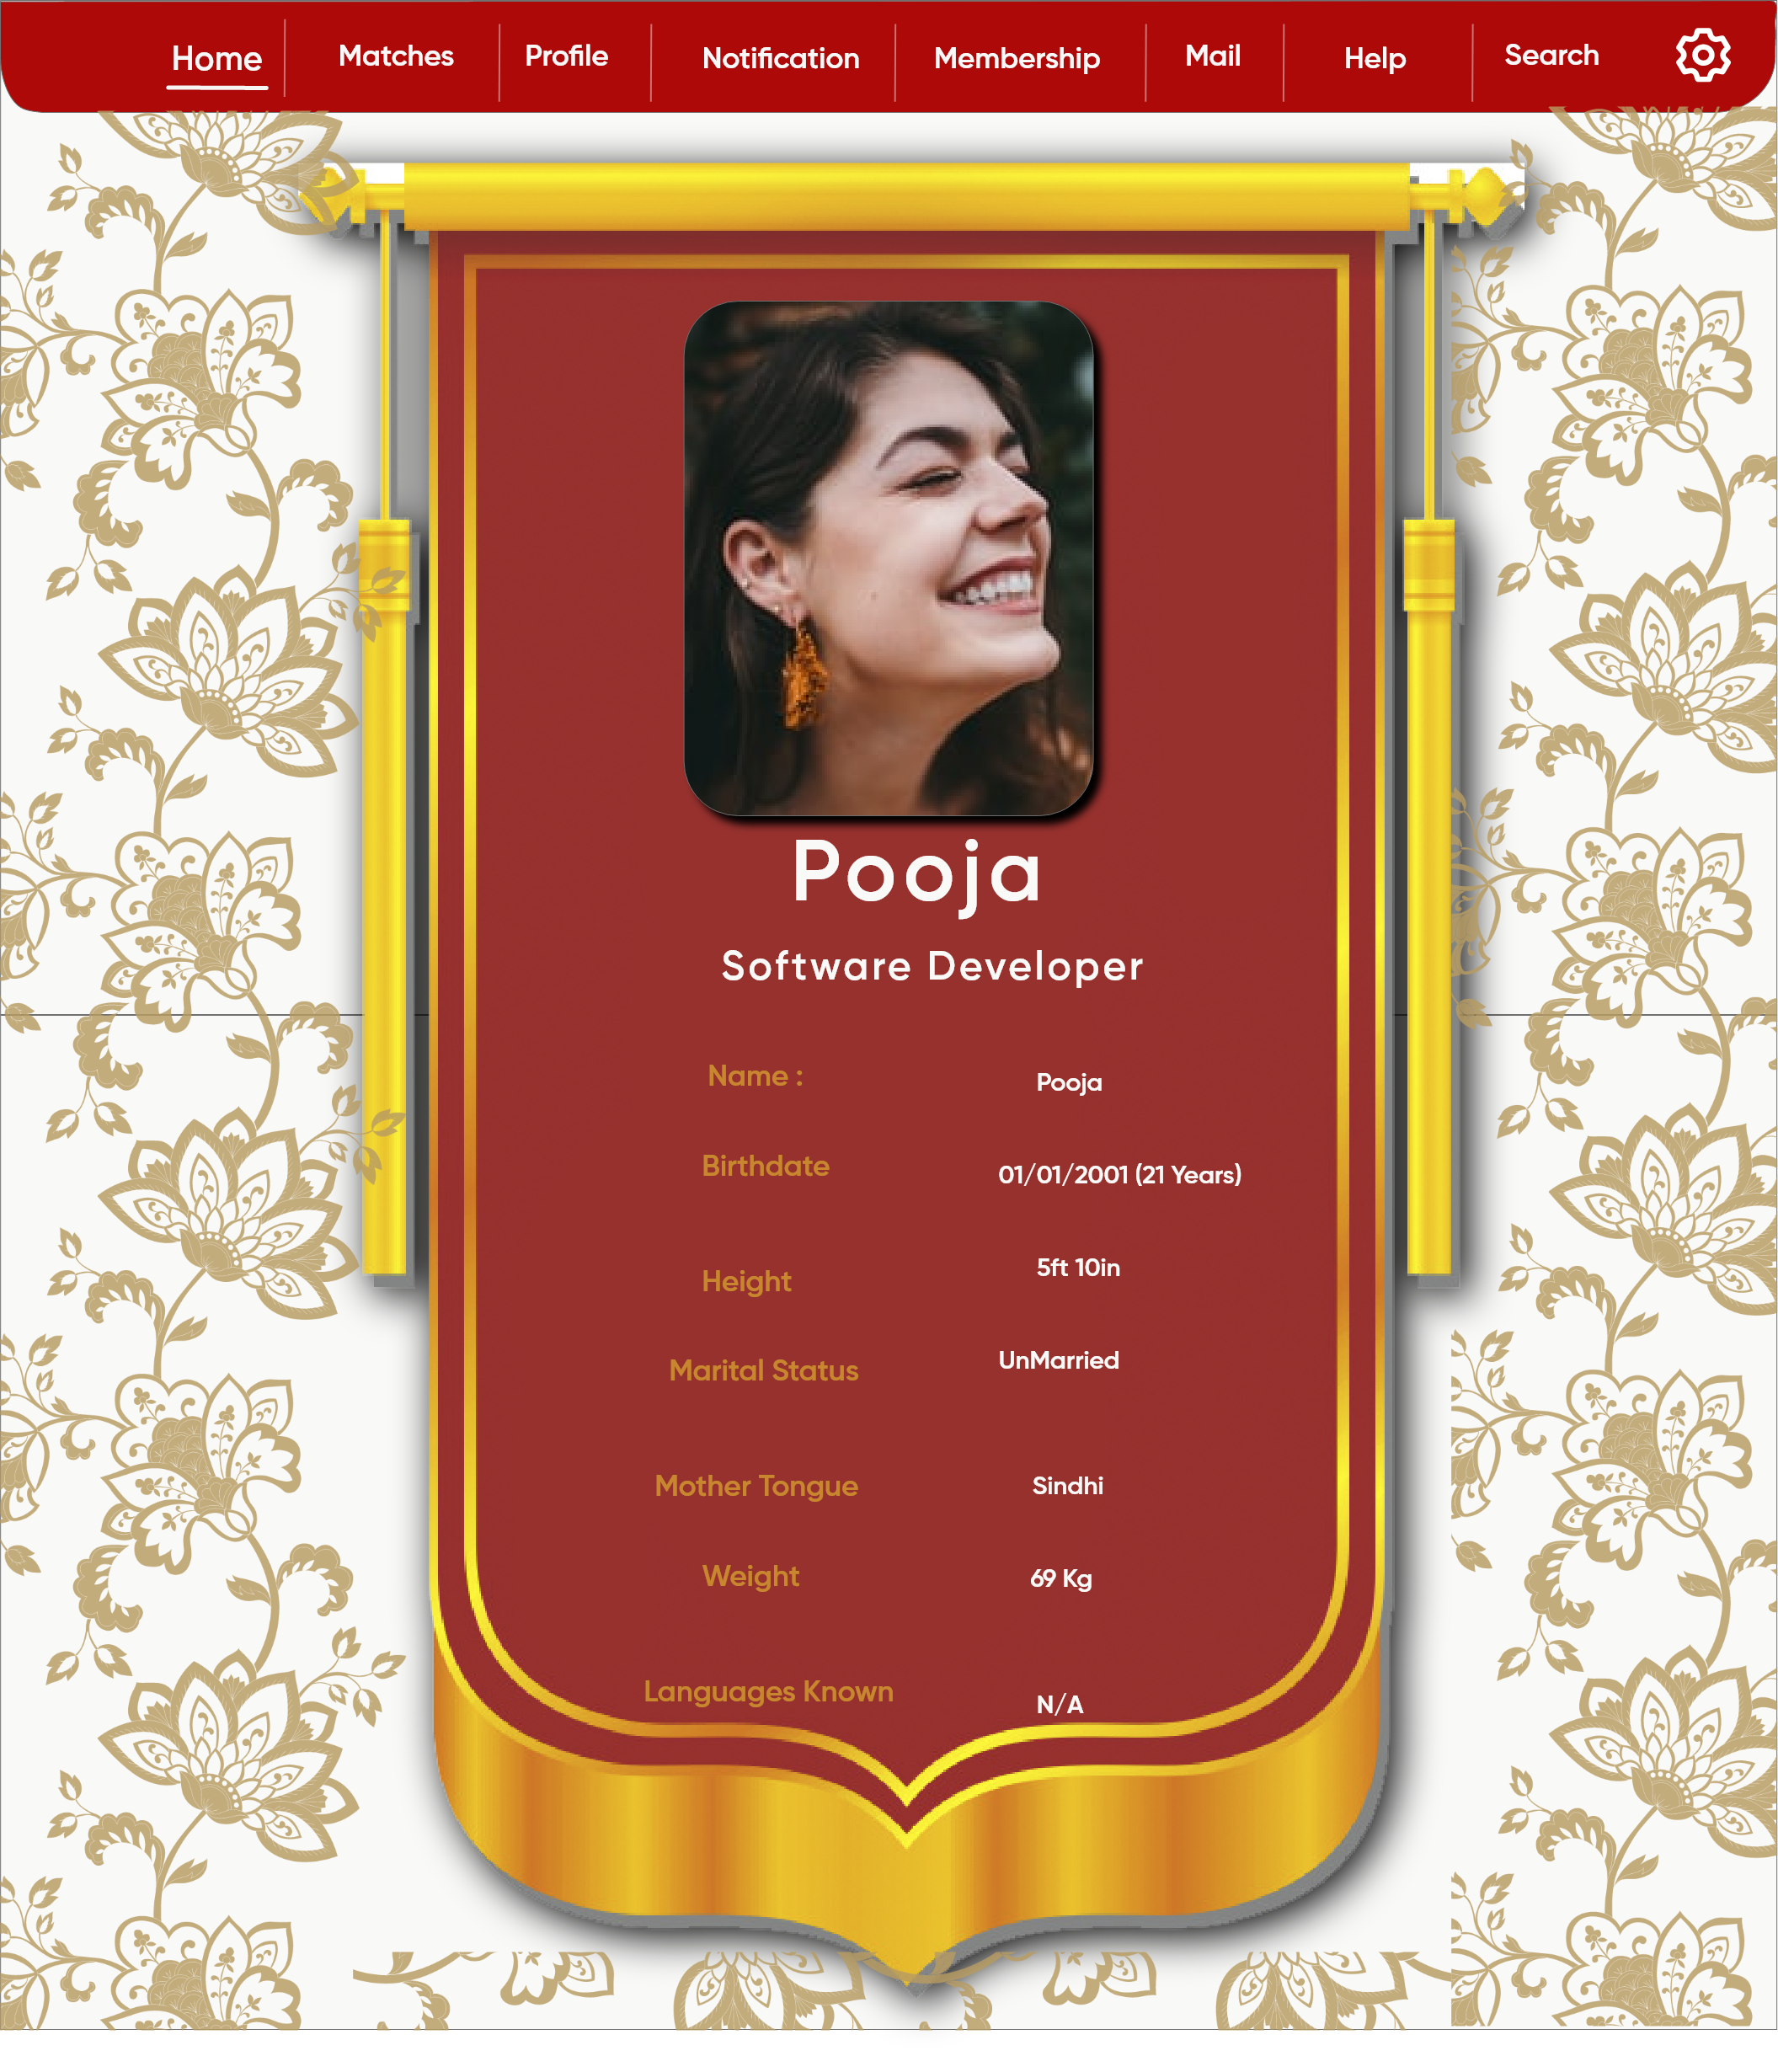 Home Matches Profile Notification Membership Mail Help Search
Pooja
Software Developer
Name : Pooja
Birthdate 01/01/2001 (21 Years)
Height 5ft 10in
Marital Status UnMarried
Mother Tongue Sindhi
Weight 69 Kg
Languages Known N/A